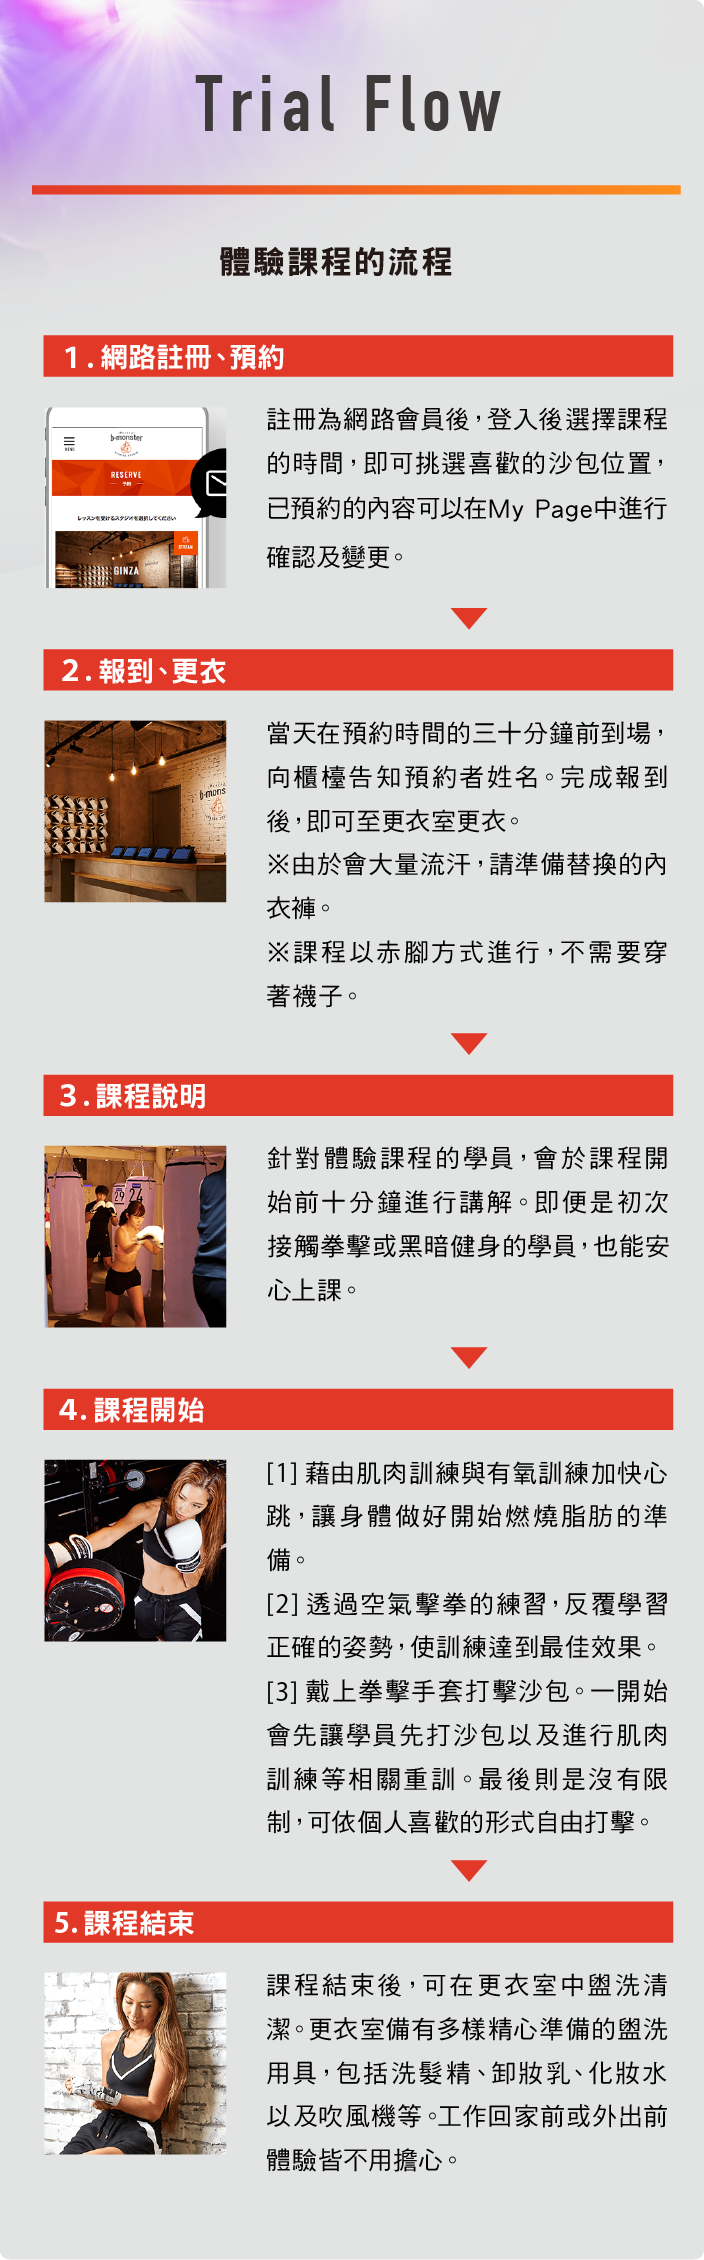 Trial Flow
體驗課程的流程
1.網路註冊、預約
MENU
b-monster
RESERVE
予約
レッスンを受けるスタジオを選択してください
GINZA
STREAM
註冊為網路會員後，登入後選擇課程
的時間，即可挑選喜歡的沙包位置，
已預約的內容可以在My Page中進行
確認及變更。
2.報到、更衣
b-mons
當天在預約時間的三十分鐘前到場，
向櫃檯告知預約者姓名。完成報到
後，即可至更衣室更衣。
※由於會大量流汗，請準備替換的內
衣褲。
※課程以赤腳方式進行，不需要穿
著襪子。
3.課程說明
29 24
針對體驗課程的學員，會於課程開
始前十分鐘進行講解。即便是初次
接觸拳擊或黑暗健身的學員，也能安
心上課。
4.課程開始
[1] 藉由肌肉訓練與有氧訓練加快心
跳，讓身體做好開始燃燒脂肪的準
備。
[2] 透過空氣擊拳的練習，反覆學習
正確的姿勢，使訓練達到最佳效果。
[3] 戴上拳擊手套打擊沙包。一開始
會先讓學員先打沙包以及進行肌肉
訓練等相關重訓。最後則是沒有限
制，可依個人喜歡的形式自由打擊。
5.課程結束
課程結束後，可在更衣室中盥洗清
潔。更衣室備有多樣精心準備的盥洗
用具，包括洗髮精、卸妝乳、化妝水
以及吹風機等。工作回家前或外出前
體驗皆不用擔心。